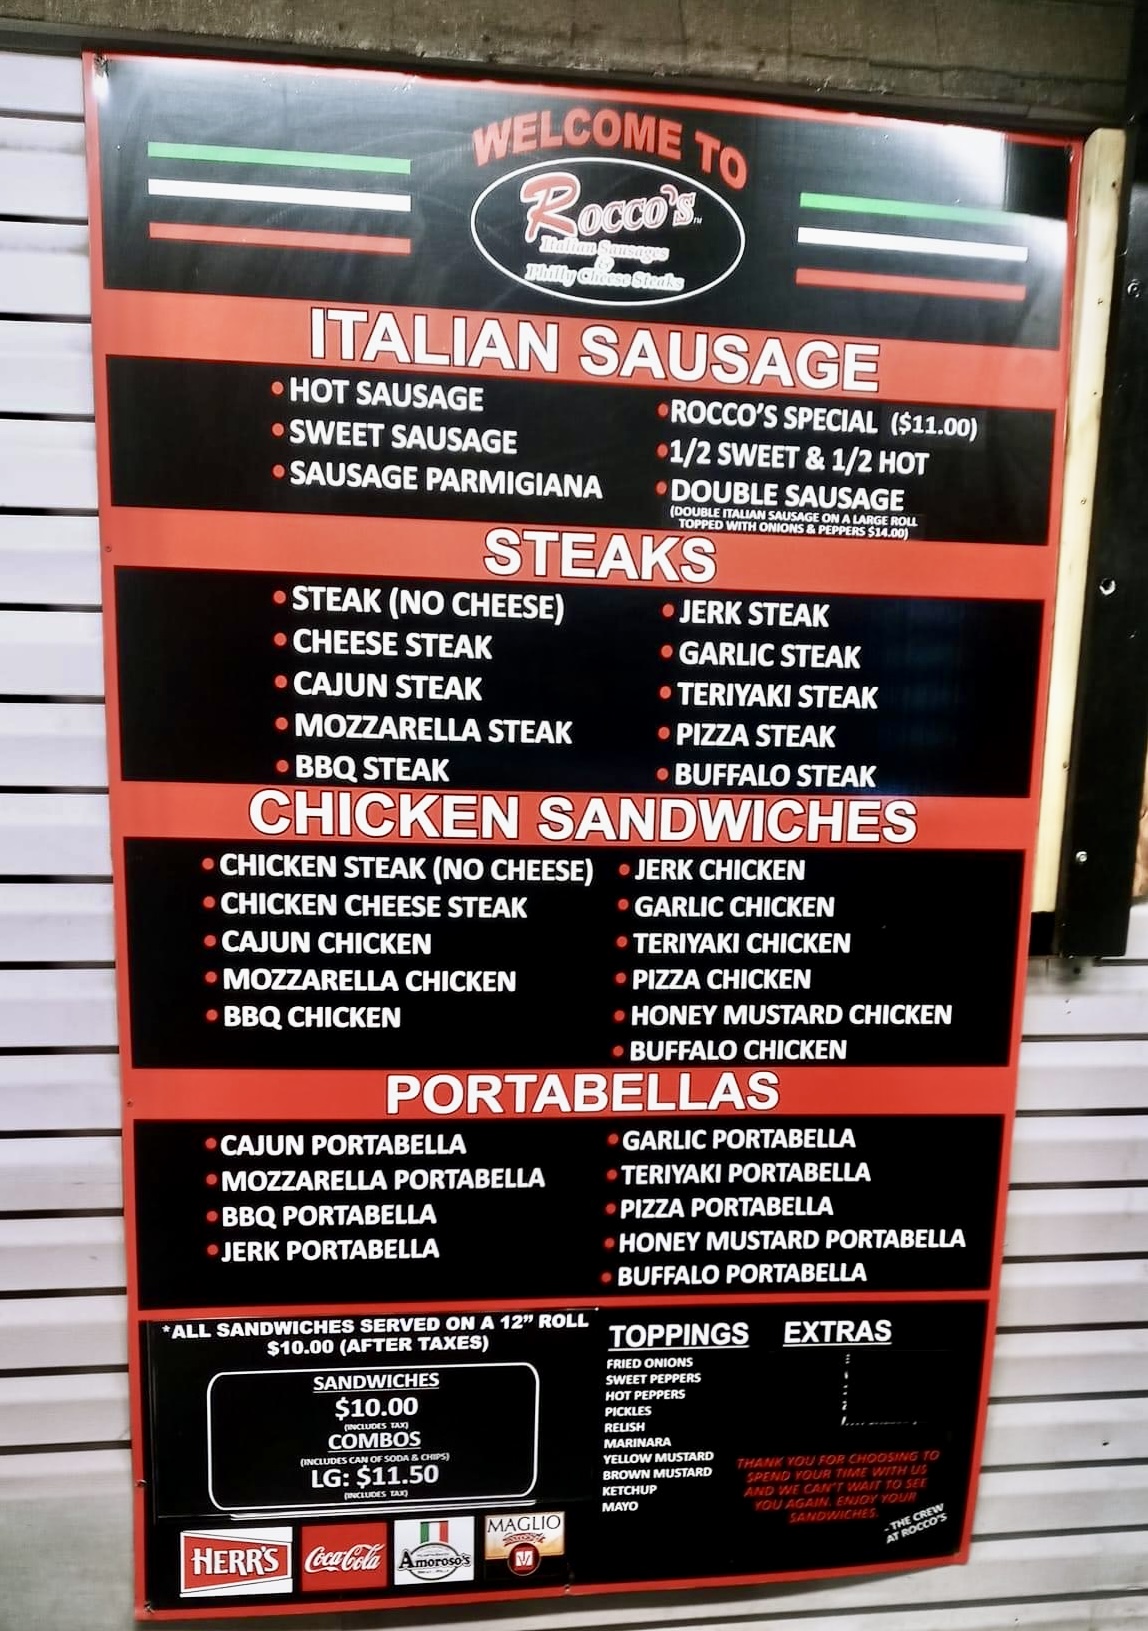 WELCOME TO
ROCCO'S
Italian Sausages
&
Philly Cheese Steaks
ITALIAN SAUSAGE
• HOT SAUSAGE
• SWEET SAUSAGE
• SAUSAGE PARMIGIANA
• ROCCO'S SPECIAL ($11.00)
• 1/2 SWEET & 1/2 HOT
• DOUBLE SAUSAGE
(DOUBLE ITALIAN SAUSAGE ON A LARGE ROLL
TOPPED WITH ONIONS & PEPPERS $14.00)
STEAKS
• STEAK (NO CHEESE)
• CHEESE STEAK
• CAJUN STEAK
• MOZZARELLA STEAK
• BBQ STEAK
• JERK STEAK
• GARLIC STEAK
• TERIYAKI STEAK
• PIZZA STEAK
• BUFFALO STEAK
CHICKEN SANDWICHES
• CHICKEN STEAK (NO CHEESE)
• CHICKEN CHEESE STEAK
• CAJUN CHICKEN
• MOZZARELLA CHICKEN
• BBQ CHICKEN
• JERK CHICKEN
• GARLIC CHICKEN
• TERIYAKI CHICKEN
• PIZZA CHICKEN
• HONEY MUSTARD CHICKEN
• BUFFALO CHICKEN
PORTABELLAS
• CAJUN PORTABELLA
• MOZZARELLA PORTABELLA
• BBQ PORTABELLA
• JERK PORTABELLA
• GARLIC PORTABELLA
• TERIYAKI PORTABELLA
• PIZZA PORTABELLA
• HONEY MUSTARD PORTABELLA
• BUFFALO PORTABELLA
*ALL SANDWICHES SERVED ON A 12" ROLL
$10.00 (AFTER TAXES)
SANDWICHES
$10.00
(INCLUDES TAX)
COMBOS
(INCLUDES CAN OF SODA & CHIPS)
LG: $11.50
(INCLUDES TAX)
HERR'S
Coca-Cola
Amoroso's
MAGLIO
TOPPINGS
FRIED ONIONS
SWEET PEPPERS
HOT PEPPERS
PICKLES
RELISH
MARINARA
YELLOW MUSTARD
BROWN MUSTARD
KETCHUP
MAYO
EXTRAS
THANK YOU FOR CHOOSING TO
SPEND YOUR TIME WITH US
AND WE CAN'T WAIT TO SEE
YOU AGAIN. ENJOY YOUR
SANDWICHES.
- THE CREW
AT ROCCO'S